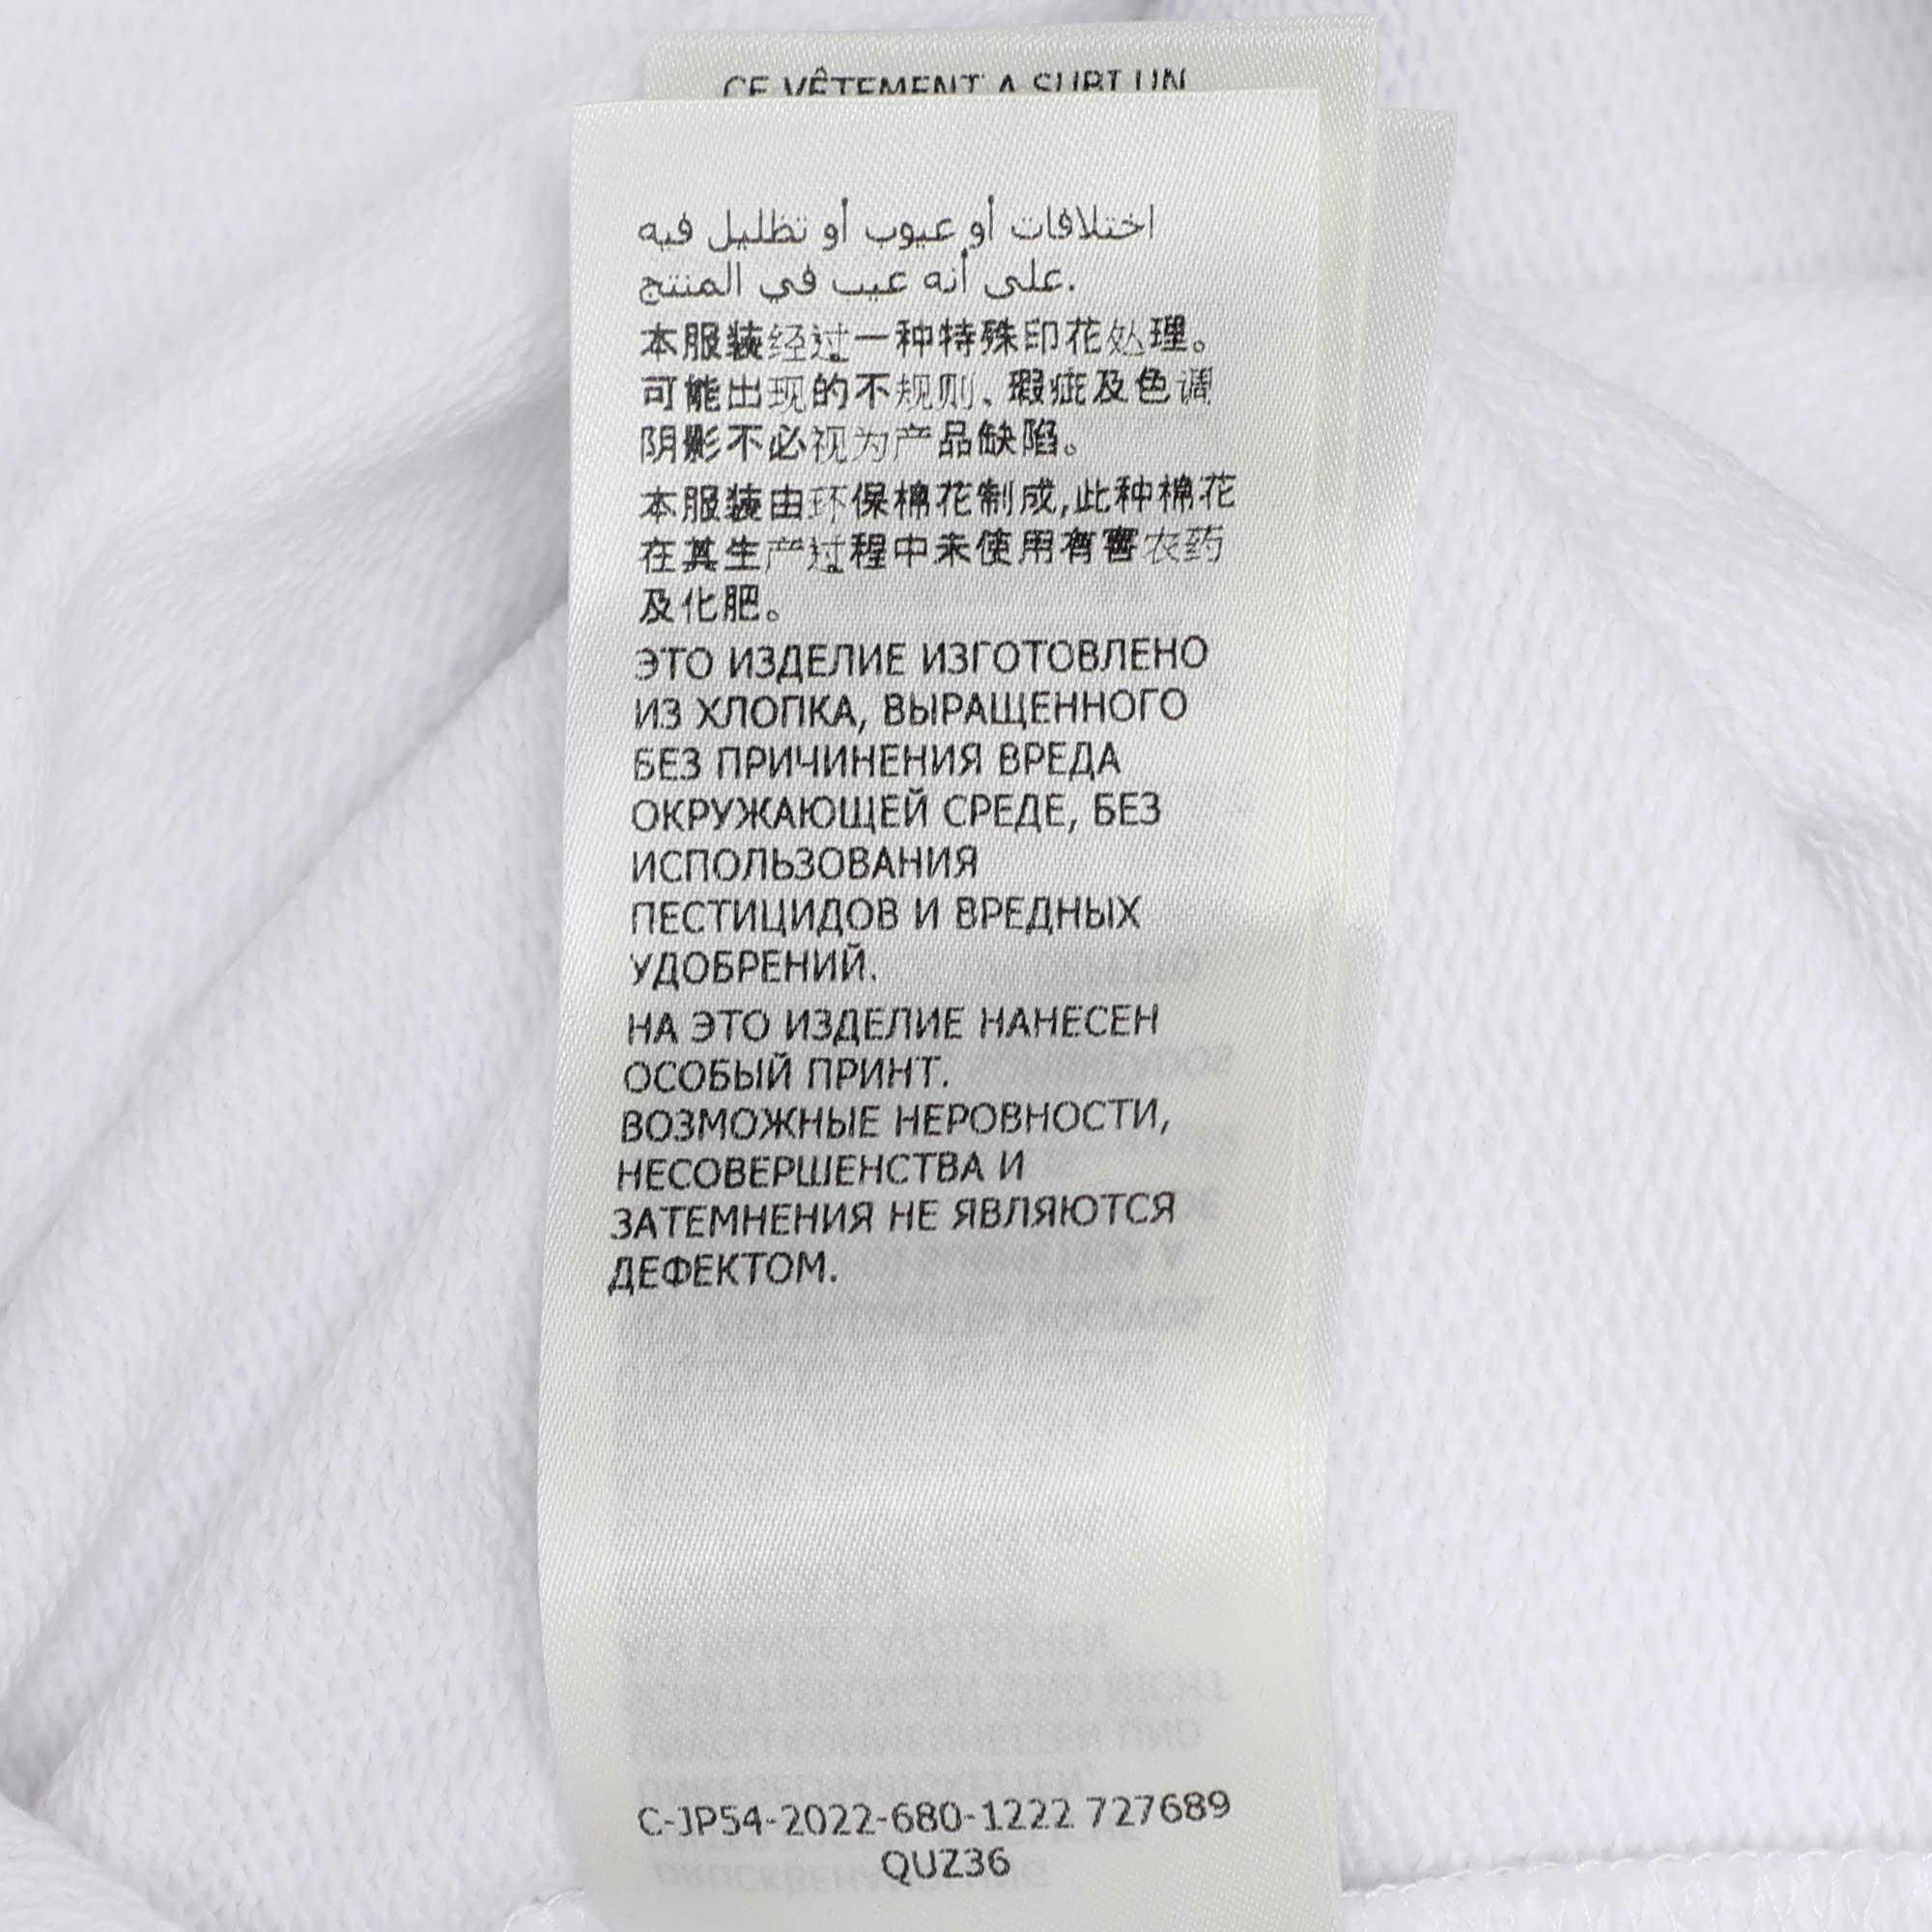 CE VÊTEMENT A SUBI UN
اختلافات أو عيوب أو تظليل فيه
على أنه عيب في المنتج.
本服装经过一种特殊印花处理。
可能出现的不规则、瑕疵及色调
阴影不必视为产品缺陷。
本服装由环保棉花制成,此种棉花
在其生产过程中未使用有害农药
及化肥。
ЭТО ИЗДЕЛИЕ ИЗГОТОВЛЕНО
ИЗ ХЛОПКА, ВЫРАЩЕННОГО
БЕЗ ПРИЧИНЕНИЯ ВРЕДА
ОКРУЖАЮЩЕЙ СРЕДЕ, БЕЗ
ИСПОЛЬЗОВАНИЯ
ПЕСТИЦИДОВ И ВРЕДНЫХ
УДОБРЕНИЙ.
НА ЭТО ИЗДЕЛИЕ НАНЕСЕН
ОСОБЫЙ ПРИНТ.
ВОЗМОЖНЫЕ НЕРОВНОСТИ,
НЕСОВЕРШЕНСТВА И
ЗАТЕМНЕНИЯ НЕ ЯВЛЯЮТСЯ
ДЕФЕКТОМ.
C-JP54-2022-680-1222 727689
QUZ36